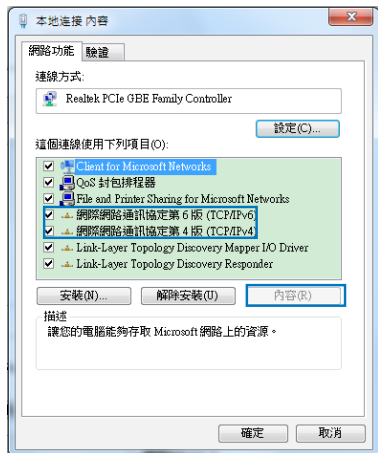 本地连接 內容
網路功能 驗證
連線方式:
Realtek PCIe GBE Family Controller
設定(C)...
這個連線使用下列項目(O):
Client for Microsoft Networks
QoS 封包排程器
File and Printer Sharing for Microsoft Networks
網際網路通訊協定第 6 版 (TCP/IPv6)
網際網路通訊協定第 4 版 (TCP/IPv4)
Link-Layer Topology Discovery Mapper I/O Driver
Link-Layer Topology Discovery Responder
安裝(N)... 解除安裝(U) 內容(R)
描述
讓您的電腦能夠存取 Microsoft 網路上的資源。
確定 取消